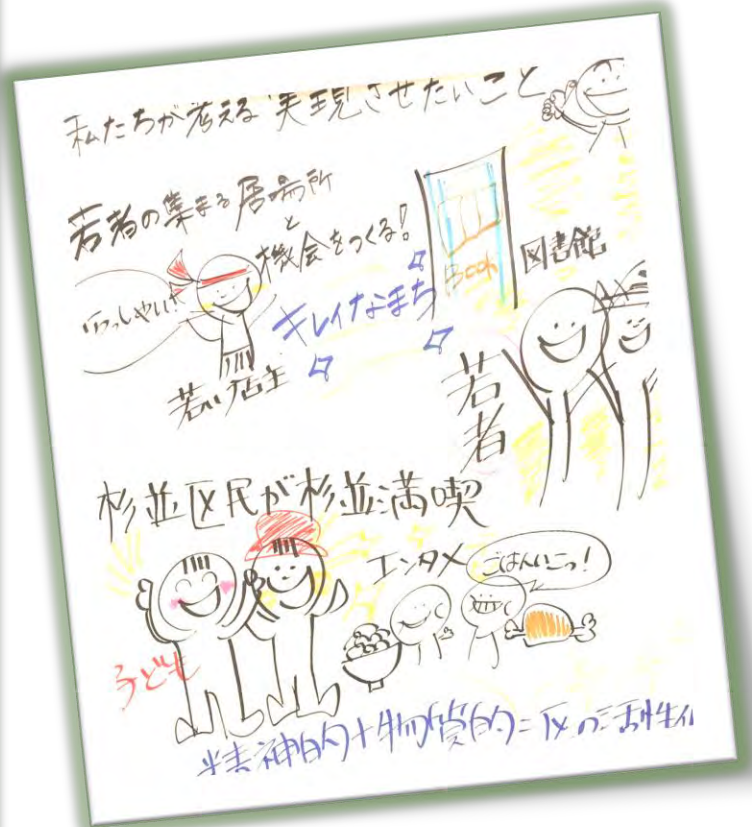 私たちが考える実現させたいこと
若者の集まる居場所
と
機会をつくる!
Book
図書館
いらっしゃい!
キレイなまち
若い店主
若者
杉並区民が杉並満喫
エンタメ
ごはんいこっ!
子ども
精神的+物質的=区の活性化